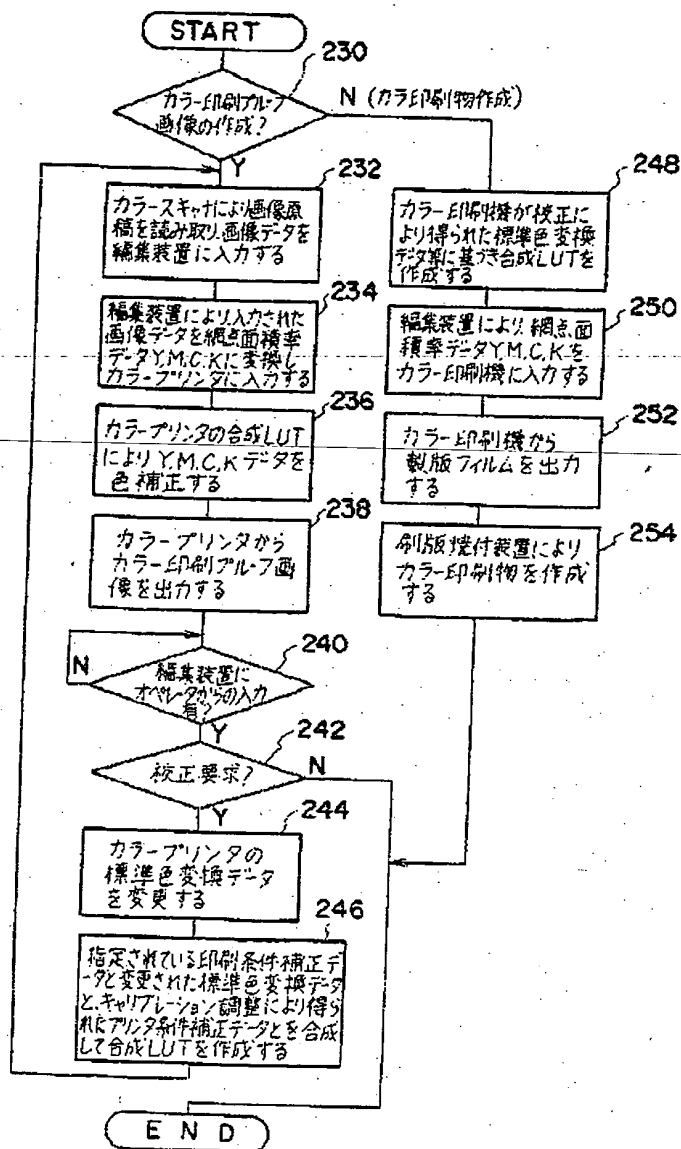 START
230
カラー印刷プルーフ
画像の作成?
N (カラ印刷物作成)
Y
232
カラースキャナにより画像原
稿を読み取り、画像データを
編集装置に入力する
234
編集装置により入力された
画像データを網点面積率
データY,M,C,Kに変換し
カラープリンタに入力する
236
カラープリンタの合成LUT
によりY,M,C,Kデータを
色補正する
238
カラープリンタから
カラー印刷プルーフ画
像を出力する
240
編集装置に
オペレータからの入力
有?
N
Y
242
校正要求?
N
Y
244
カラープリンタの
標準色変換データ
を変更する
246
指定されている印刷条件補正デ
ータと変更された標準色変換データ
と、キャリブレーション調整により得ら
れたプリンタ条件補正データとを合成
して合成LUTを作成する
248
カラー印刷機が校正に
より得られた標準色変換
データ等に基づき合成LUTを
作成する
250
編集装置により、網点面
積率データY,M,C,Kを
カラー印刷機に入力する
252
カラー印刷機から
製版フィルムを出力
する
254
刷版焼付装置により
カラー印刷物を作成
する
END